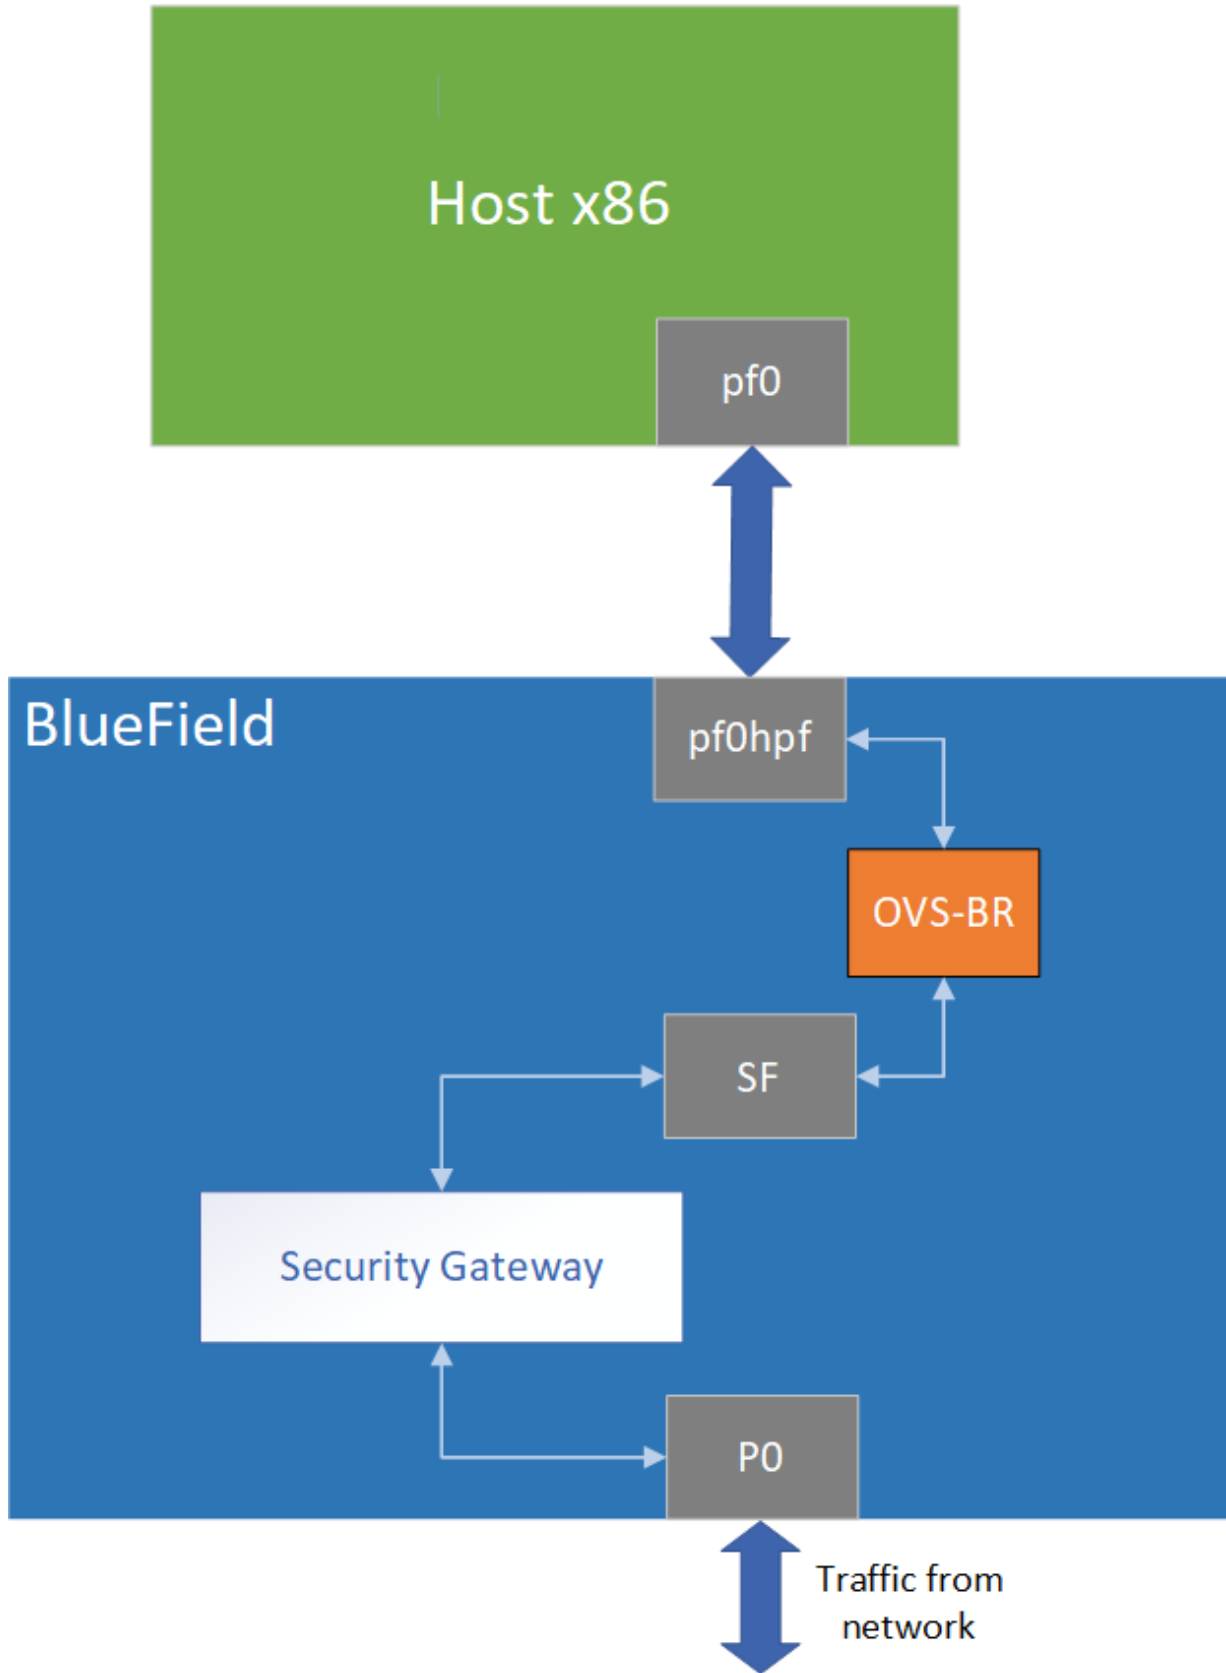 Host x86
pf0
BlueField
pf0hpf
OVS-BR
SF
Security Gateway
P0
Traffic from
network